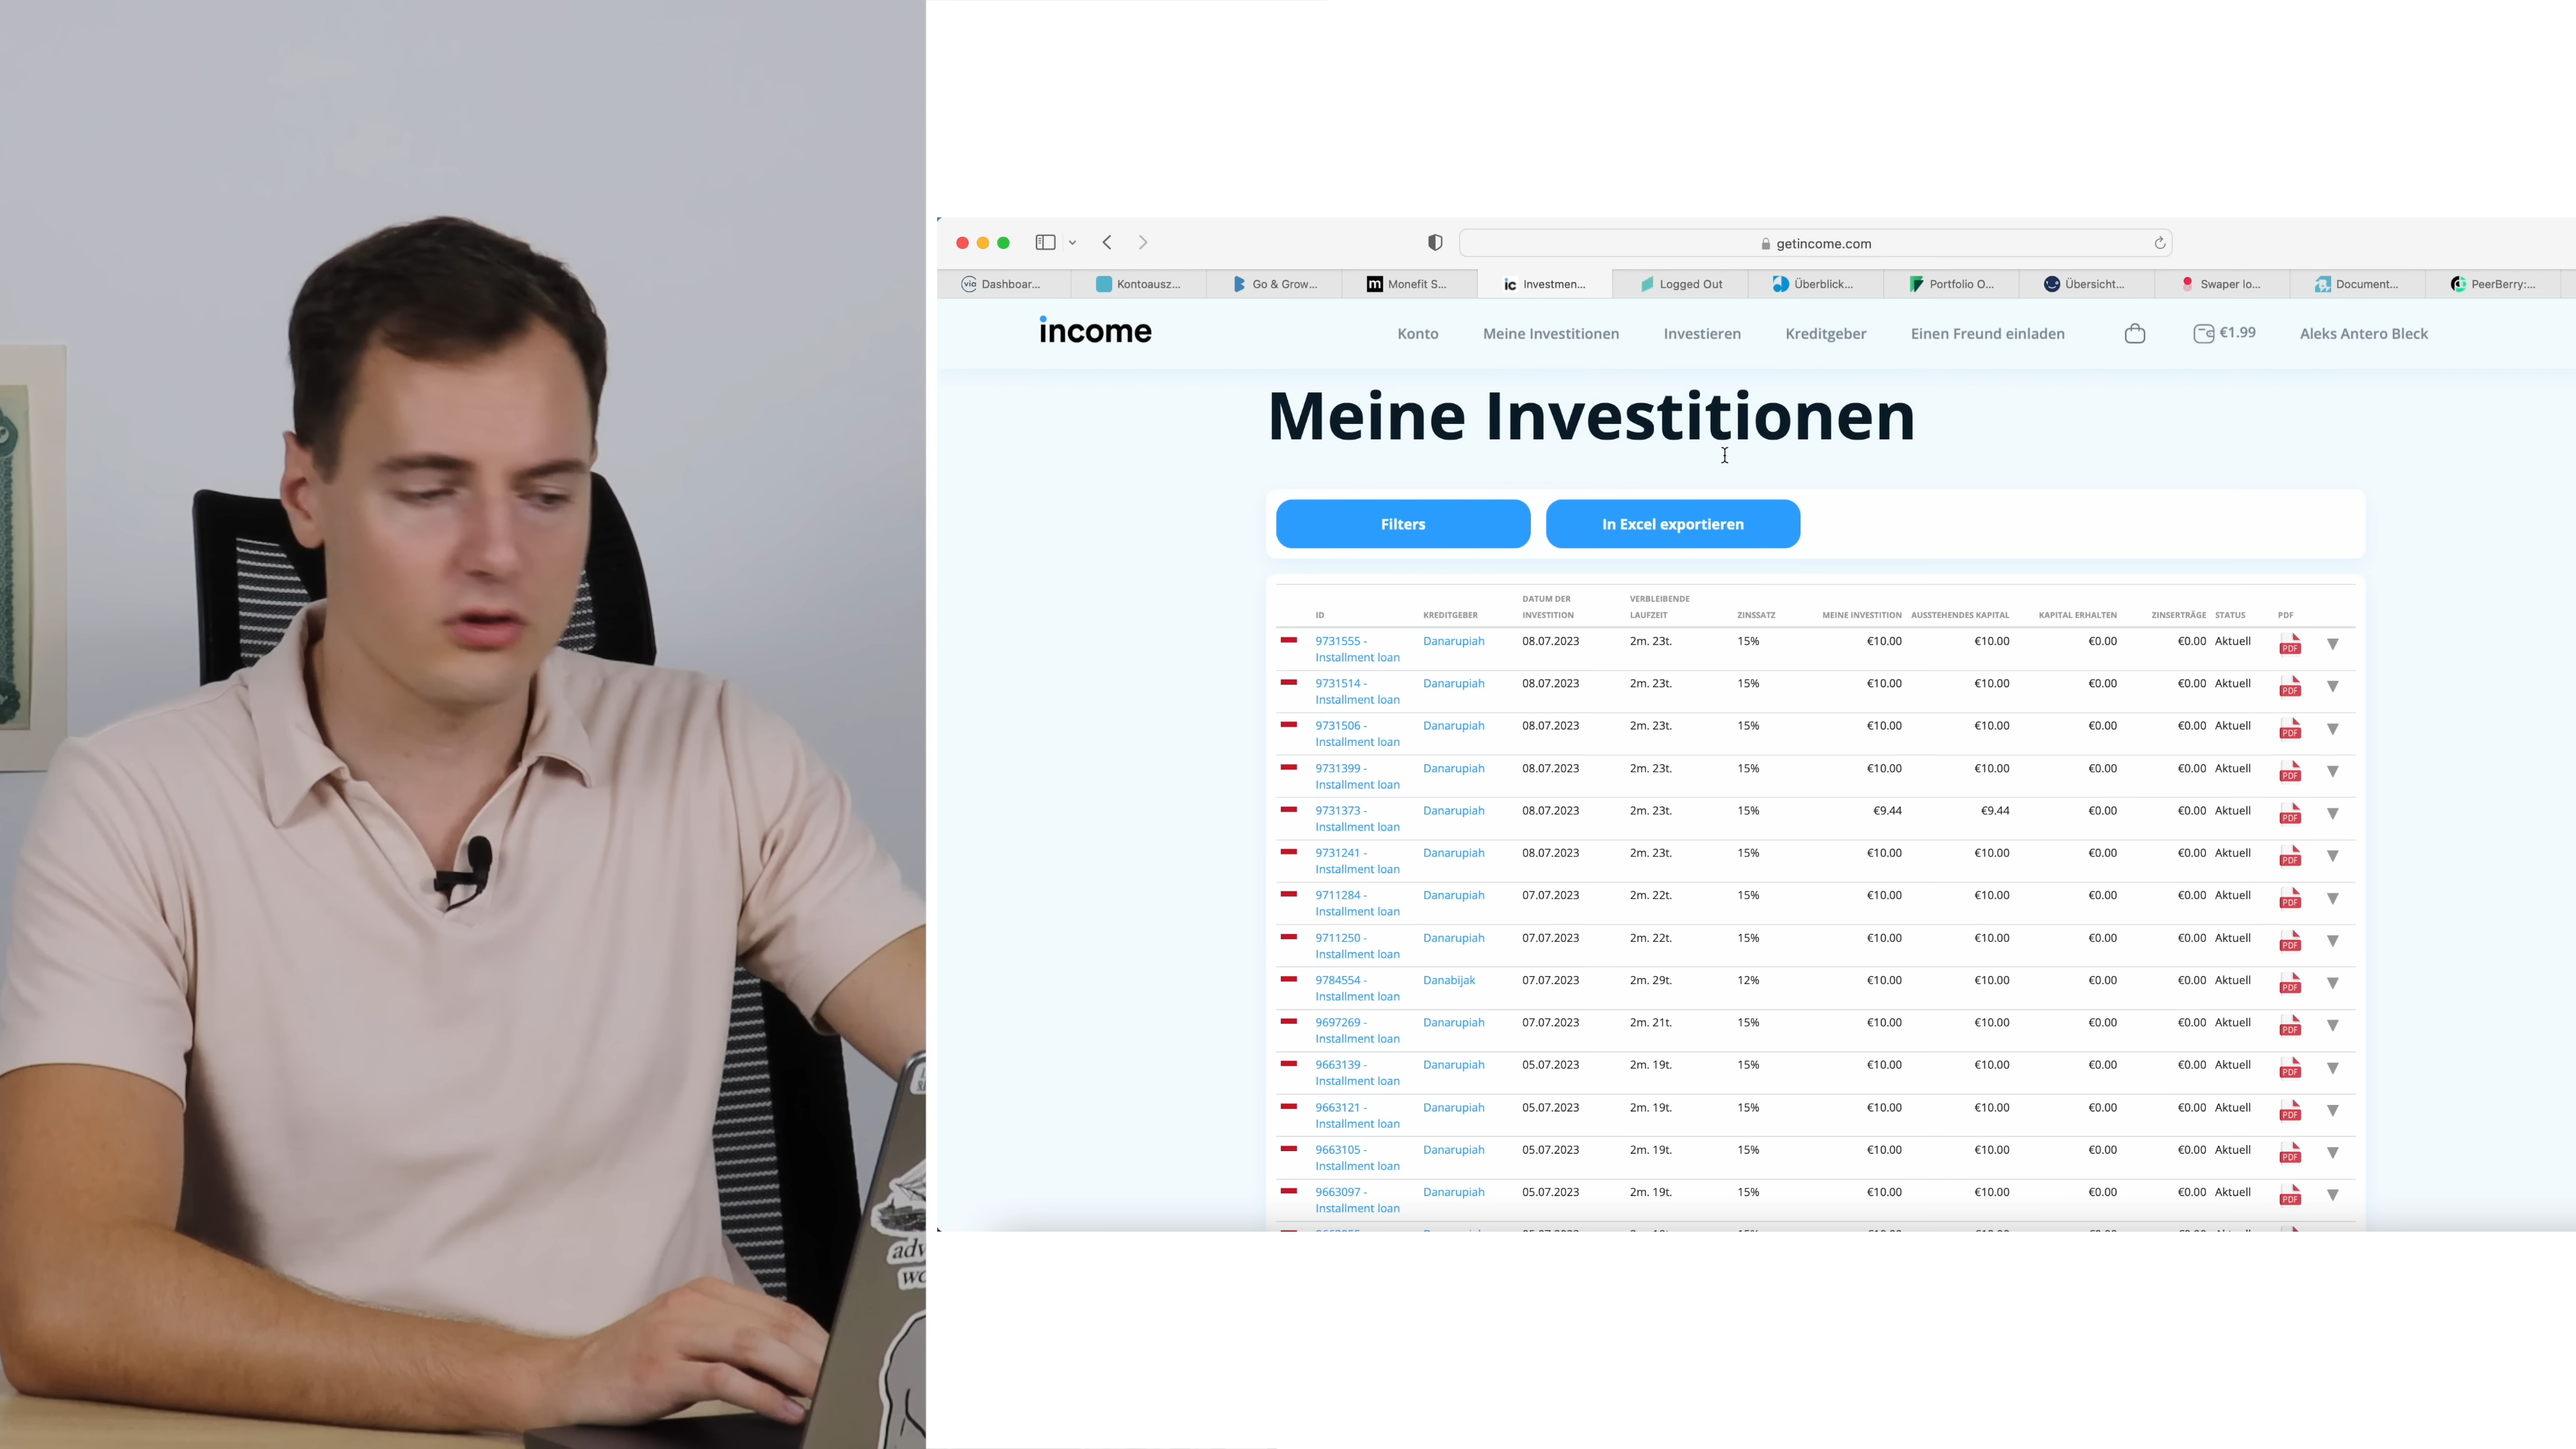 getincome.com
Dashboar... Kontoausz... Go & Grow... Monefit S... Investmen... Logged Out Überblick... Portfolio O... Übersicht... Swaper lo... Document... PeerBerry:...
income Konto Meine Investitionen Investieren Kreditgeber Einen Freund einladen €1.99 Aleks Antero Bleck
Meine Investitionen
Filters In Excel exportieren
DATUM DER VERBLEIBENDE
ID KREDITGEBER INVESTITION LAUFZEIT ZINSSATZ MEINE INVESTITION AUSSTEHENDES KAPITAL KAPITAL ERHALTEN ZINSERTRÄGE STATUS PDF
9731555 - Danarupiah 08.07.2023 2m. 23t. 15% €10.00 €10.00 €0.00 €0.00 Aktuell PDF
Installment loan
9731514 - Danarupiah 08.07.2023 2m. 23t. 15% €10.00 €10.00 €0.00 €0.00 Aktuell PDF
Installment loan
9731506 - Danarupiah 08.07.2023 2m. 23t. 15% €10.00 €10.00 €0.00 €0.00 Aktuell PDF
Installment loan
9731399 - Danarupiah 08.07.2023 2m. 23t. 15% €10.00 €10.00 €0.00 €0.00 Aktuell PDF
Installment loan
9731373 - Danarupiah 08.07.2023 2m. 23t. 15% €9.44 €9.44 €0.00 €0.00 Aktuell PDF
Installment loan
9731241 - Danarupiah 08.07.2023 2m. 23t. 15% €10.00 €10.00 €0.00 €0.00 Aktuell PDF
Installment loan
9711284 - Danarupiah 07.07.2023 2m. 22t. 15% €10.00 €10.00 €0.00 €0.00 Aktuell PDF
Installment loan
9711250 - Danarupiah 07.07.2023 2m. 22t. 15% €10.00 €10.00 €0.00 €0.00 Aktuell PDF
Installment loan
9784554 - Danabijak 07.07.2023 2m. 29t. 12% €10.00 €10.00 €0.00 €0.00 Aktuell PDF
Installment loan
9697269 - Danarupiah 07.07.2023 2m. 21t. 15% €10.00 €10.00 €0.00 €0.00 Aktuell PDF
Installment loan
9663139 - Danarupiah 05.07.2023 2m. 19t. 15% €10.00 €10.00 €0.00 €0.00 Aktuell PDF
Installment loan
9663121 - Danarupiah 05.07.2023 2m. 19t. 15% €10.00 €10.00 €0.00 €0.00 Aktuell PDF
Installment loan
9663105 - Danarupiah 05.07.2023 2m. 19t. 15% €10.00 €10.00 €0.00 €0.00 Aktuell PDF
Installment loan
9663097 - Danarupiah 05.07.2023 2m. 19t. 15% €10.00 €10.00 €0.00 €0.00 Aktuell PDF
Installment loan